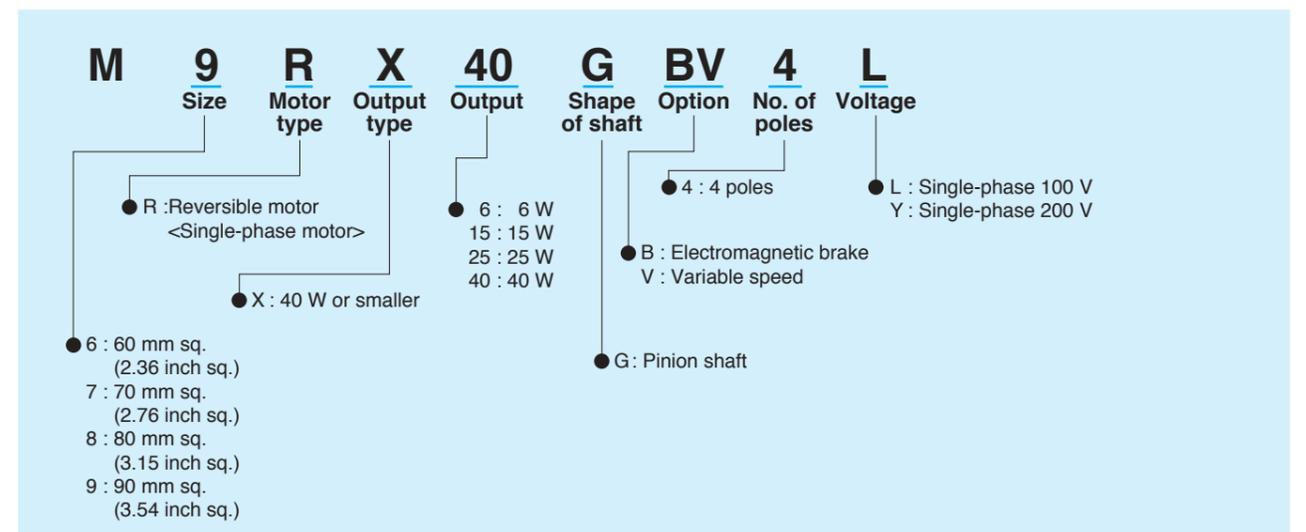 M 9 R X 40 G BV 4 L
Size Motor type Output type Output Shape of shaft Option No. of poles Voltage
R :Reversible motor
<Single-phase motor>
X : 40 W or smaller
6 : 60 mm sq.
(2.36 inch sq.)
7 : 70 mm sq.
(2.76 inch sq.)
8 : 80 mm sq.
(3.15 inch sq.)
9 : 90 mm sq.
(3.54 inch sq.)
6 : 6 W
15 : 15 W
25 : 25 W
40 : 40 W
G : Pinion shaft
B : Electromagnetic brake
V : Variable speed
4 : 4 poles
L : Single-phase 100 V
Y : Single-phase 200 V